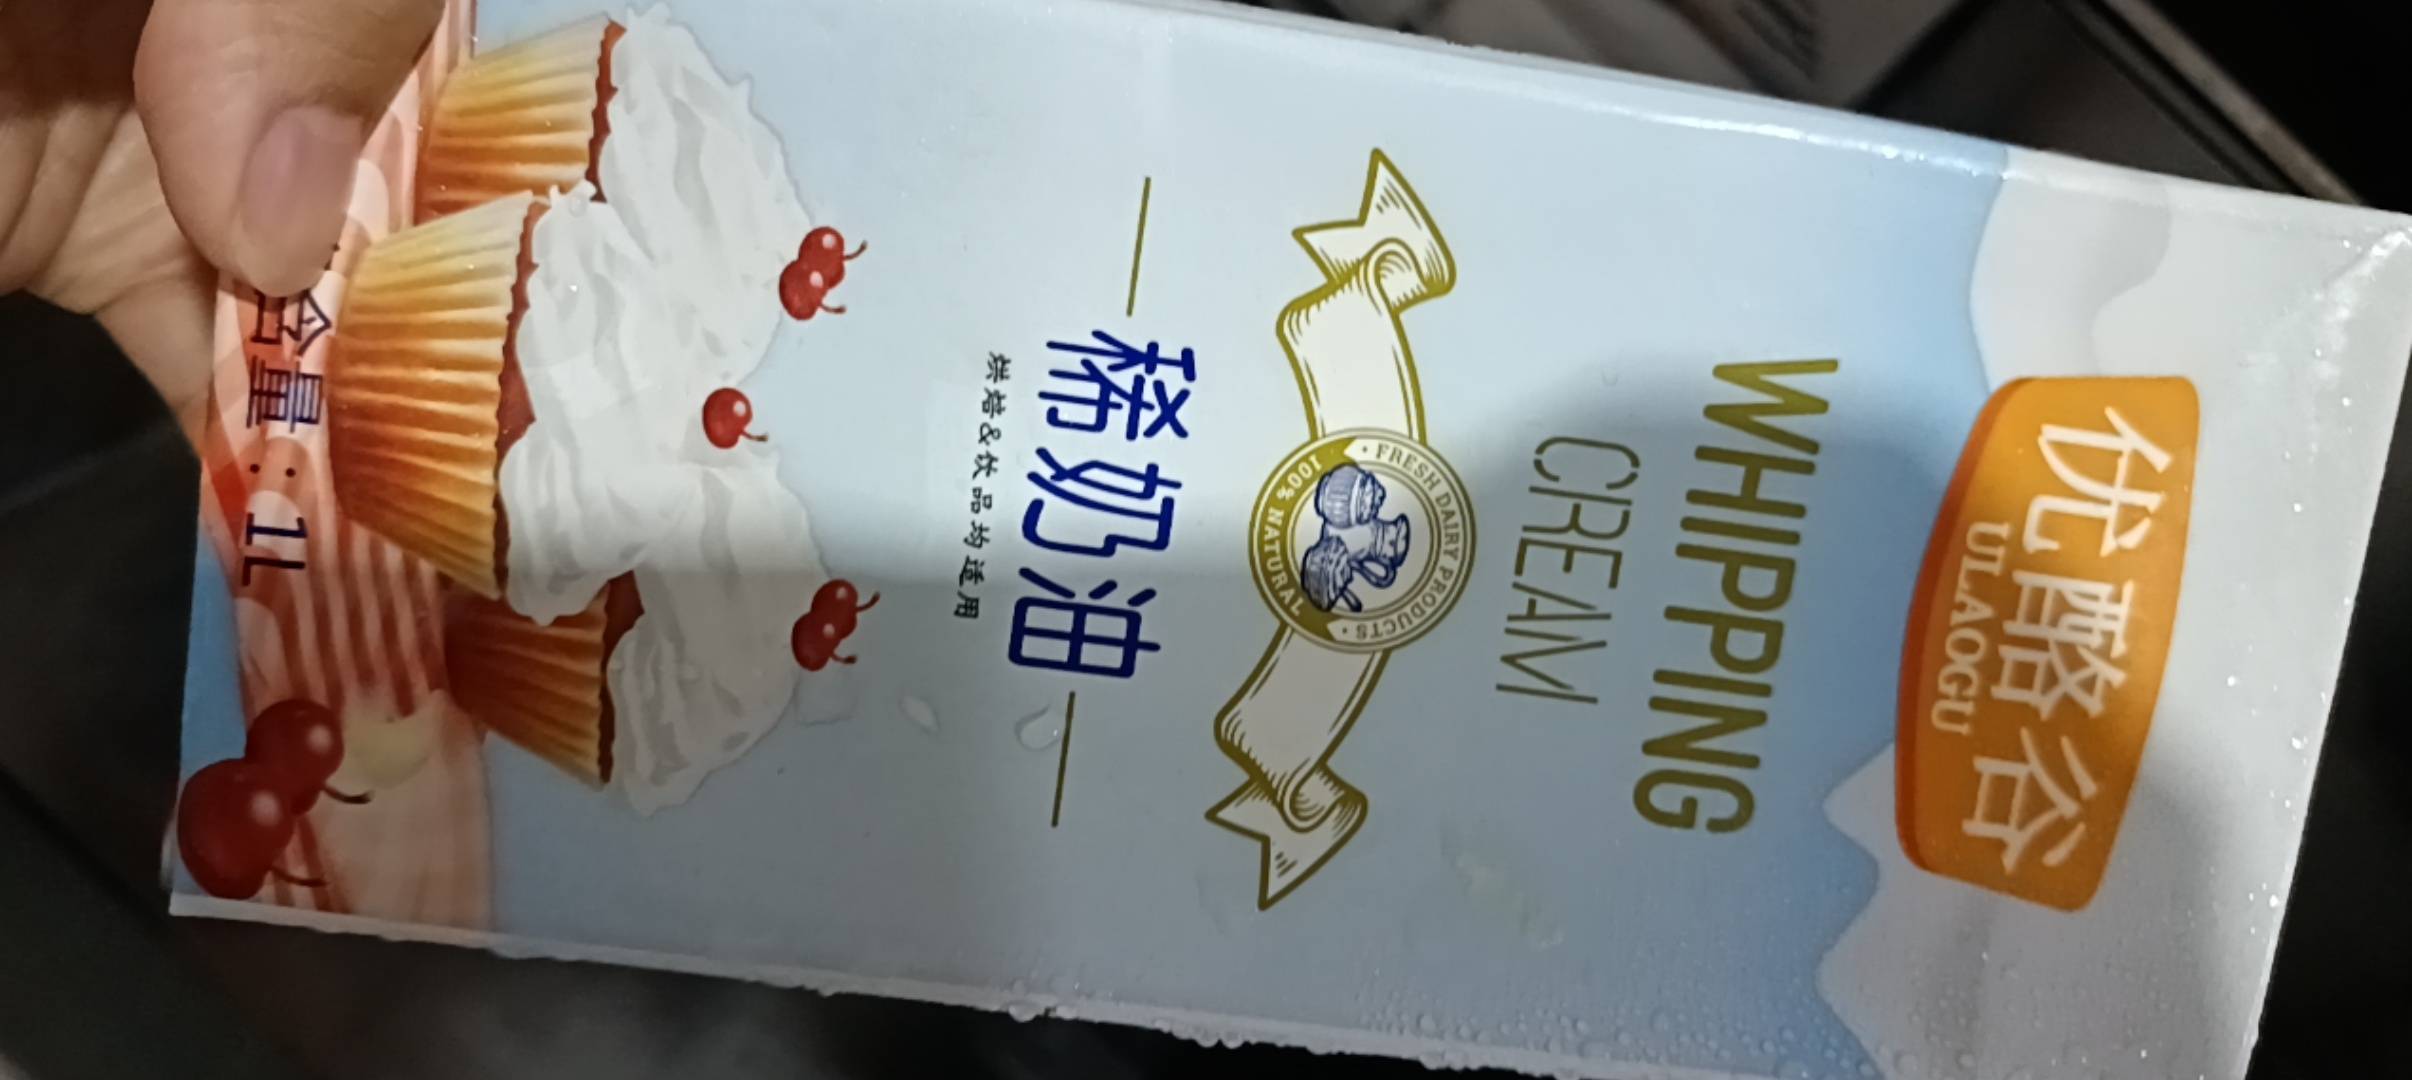 优酪谷
ULAOGU
WHIPPING
CREAM
· FRESH DAIRY PRODUCTS ·
100% NATURAL
稀奶油
烘焙&饮品均适用
含量：1L